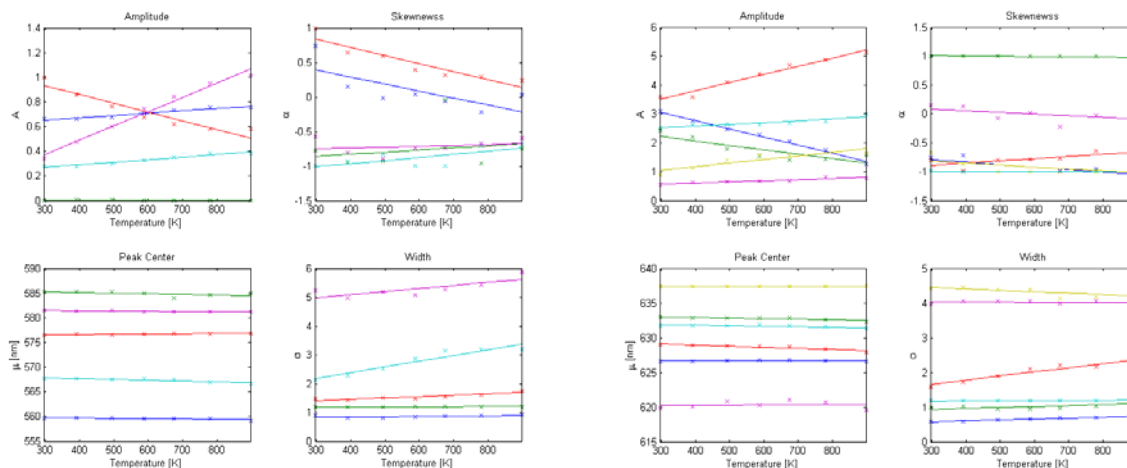 Amplitude
1.4
1.2
1
0.8
0.6
0.4
0.2
0
A
300 400 500 600 700 800
Temperature [K]
Skewnewss
1
0.5
0
-0.5
-1
-1.5
α
300 400 500 600 700 800
Temperature [K]
Amplitude
6
5
4
3
2
1
0
A
300 400 500 600 700 800
Temperature [K]
Skewnewss
1.5
1
0.5
0
-0.5
-1
-1.5
α
300 400 500 600 700 800
Temperature [K]
Peak Center
590
585
580
575
570
565
560
555
μ [nm]
300 400 500 600 700 800
Temperature [K]
Width
6
5
4
3
2
1
0
σ
300 400 500 600 700 800
Temperature [K]
Peak Center
640
635
630
625
620
615
μ [nm]
300 400 500 600 700 800
Temperature [K]
Width
5
4
3
2
1
0
σ
300 400 500 600 700 800
Temperature [K]